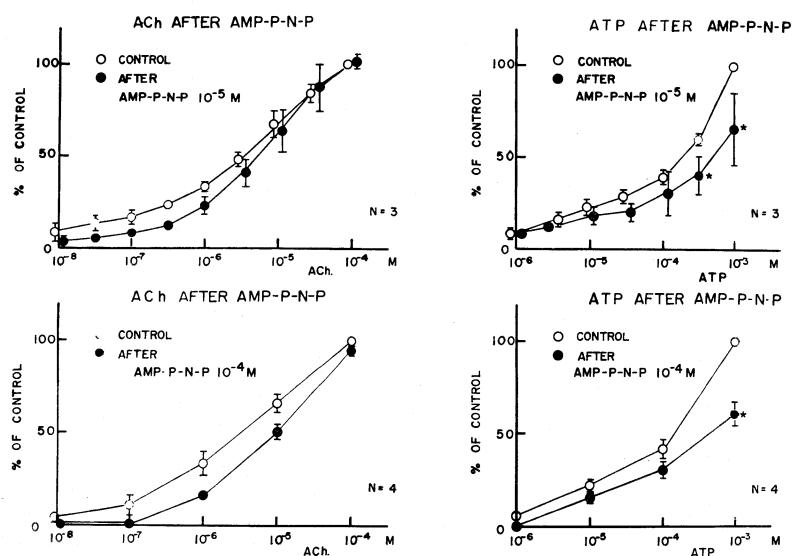 ACh AFTER AMP-P-N-P
CONTROL
AFTER
AMP-P-N-P 10⁻⁵ M
% OF CONTROL
100
50
0
10⁻⁸ 10⁻⁷ 10⁻⁶ 10⁻⁵ 10⁻⁴ M
ACh.
N = 3
ATP AFTER AMP-P-N-P
CONTROL
AFTER
AMP-P-N-P 10⁻⁵ M
% OF CONTROL
100
50
0
*
*
10⁻⁶ 10⁻⁵ 10⁻⁴ 10⁻³ M
ATP
N = 3
ACh AFTER AMP-P-N-P
CONTROL
AFTER
AMP-P-N-P 10⁻⁴ M
% OF CONTROL
100
50
0
10⁻⁸ 10⁻⁷ 10⁻⁶ 10⁻⁵ 10⁻⁴ M
ACh.
N = 4
ATP AFTER AMP-P-N-P
CONTROL
AFTER
AMP-P-N-P 10⁻⁴ M
% OF CONTROL
100
50
0
*
10⁻⁶ 10⁻⁵ 10⁻⁴ 10⁻³ M
ATP
N = 4